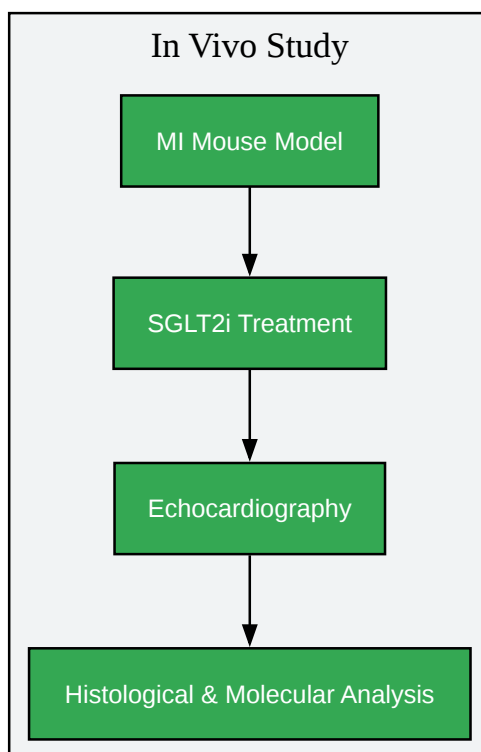 In Vivo Study
MI Mouse Model
SGLT2i Treatment
Echocardiography
Histological & Molecular Analysis